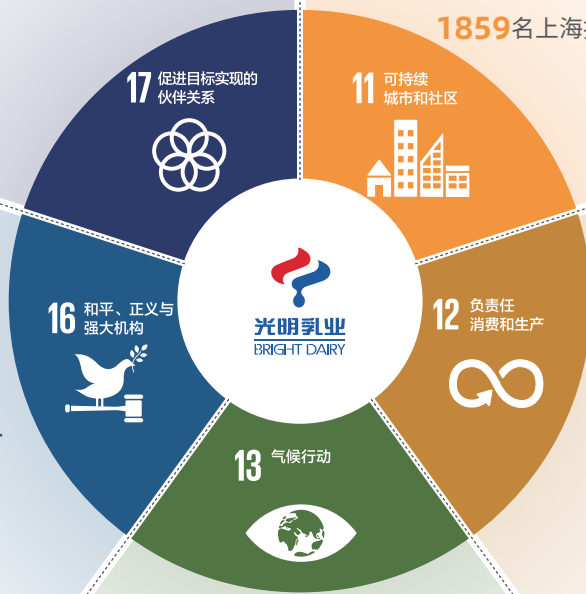 1859名上海
17 促进目标实现的
伙伴关系
11 可持续
城市和社区
16 和平、正义与
强大机构
光明乳业
BRIGHT DAIRY
12 负责任
消费和生产
13 气候行动